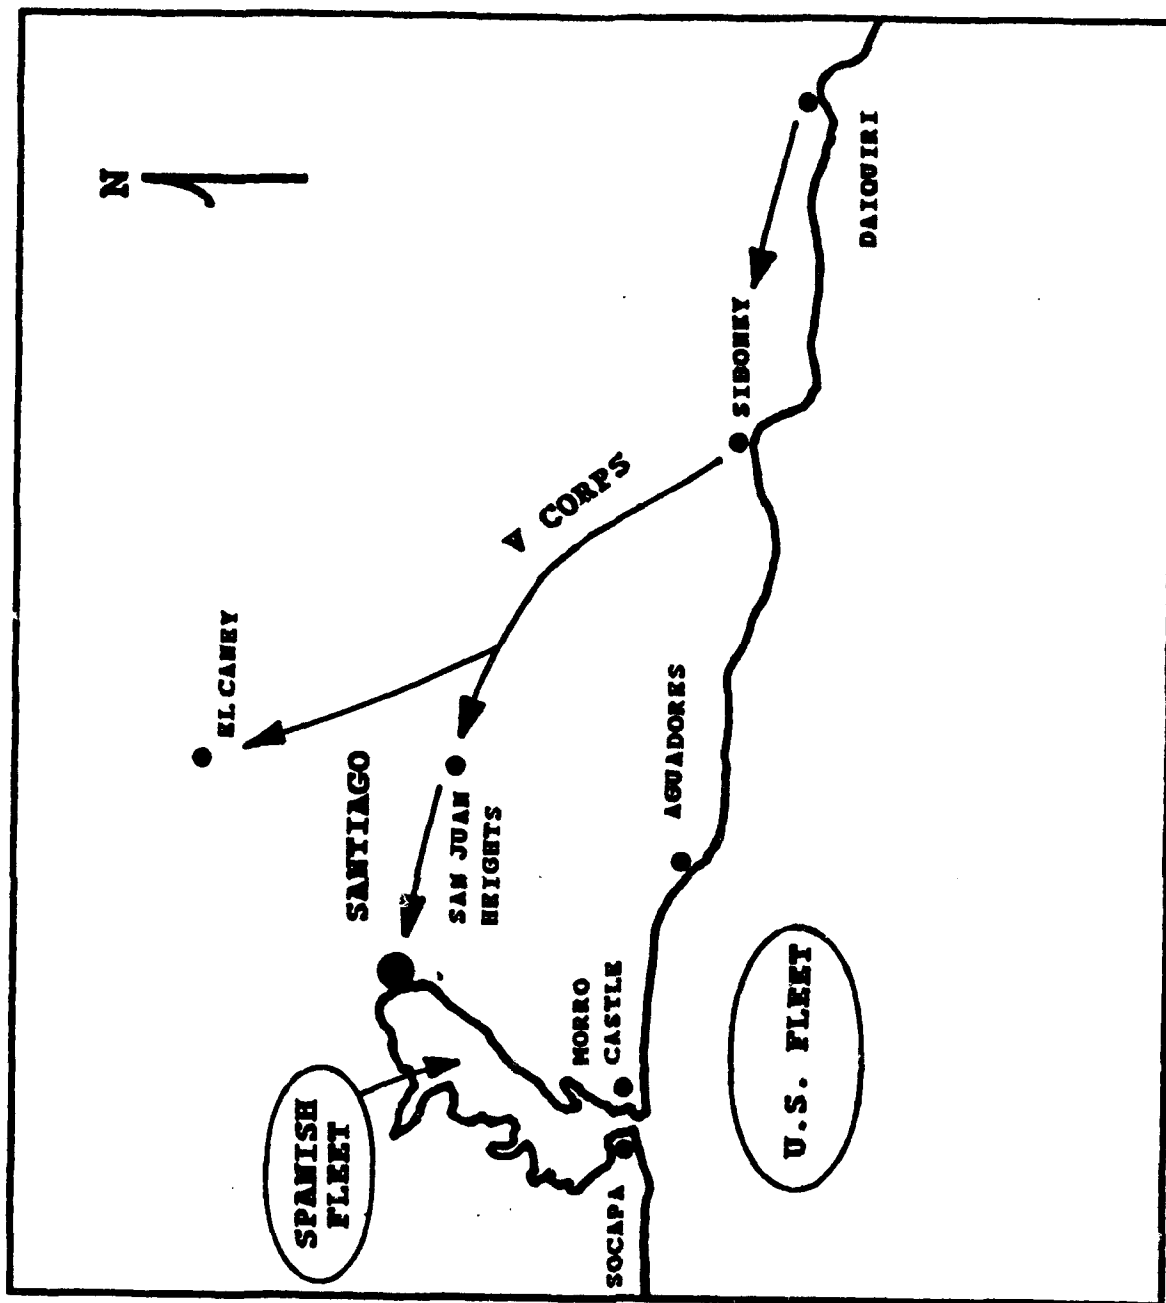 N
EL CANEY
SPANISH
FLEET
SANTIAGO
SAN JUAN
HEIGHTS
V CORPS
MORRO
CASTLE
SOCAPA
AGUADORES
SIBONEY
DAIQUIRI
U.S. FLEET